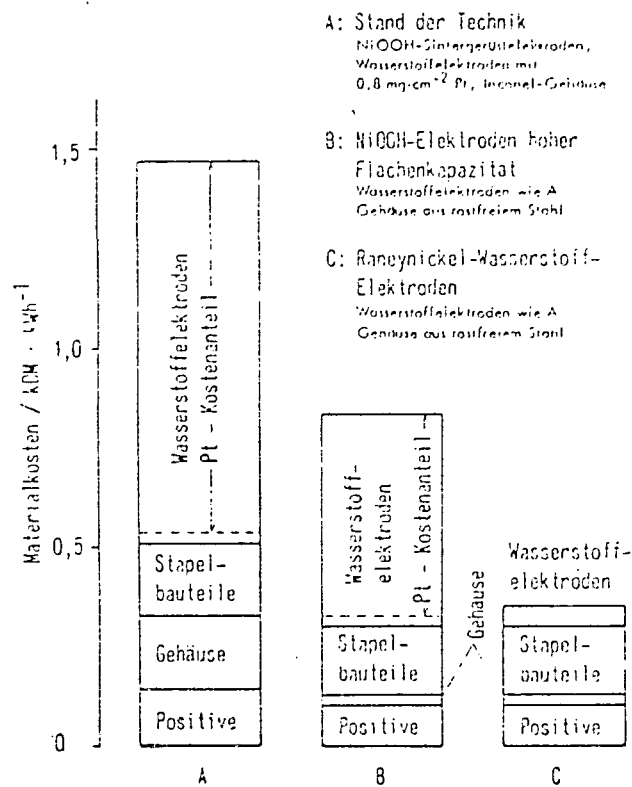 A: Stand der Technik
NiOOH-Sintergerüstelektroden,
Wasserstoffelektroden mit
0,8 mg·cm⁻² Pt, Inconel-Gehäuse
B: NiOOH-Elektroden hoher
Flächenkapazität
Wasserstoffelektroden wie A
Gehäuse aus rostfreiem Stahl
C: Raneynickel-Wasserstoff-
Elektroden
Wasserstoffelektroden wie A
Gehäuse aus rostfreiem Stahl
Materialkosten / kDM · kWh⁻¹
1,5
1,0
0,5
0
Wasserstoffelektroden
Pt - Kostenanteil
Stapel-
bauteile
Gehäuse
Positive
A
Wasserstoff-
elektroden
Pt - Kostenanteil
Stapel-
bauteile
Positive
B
Gehäuse
Wasserstoff-
elektroden
Stapel-
bauteile
Positive
C